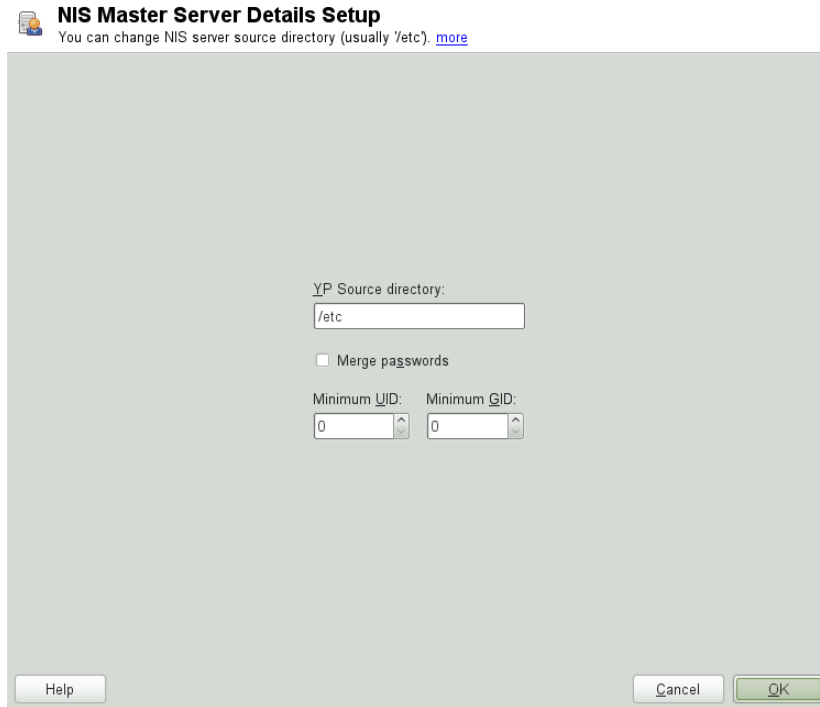 NIS Master Server Details Setup
You can change NIS server source directory (usually '/etc'). more
YP Source directory:
/etc
Merge passwords
Minimum UID: Minimum GID:
0 0
Help Cancel OK